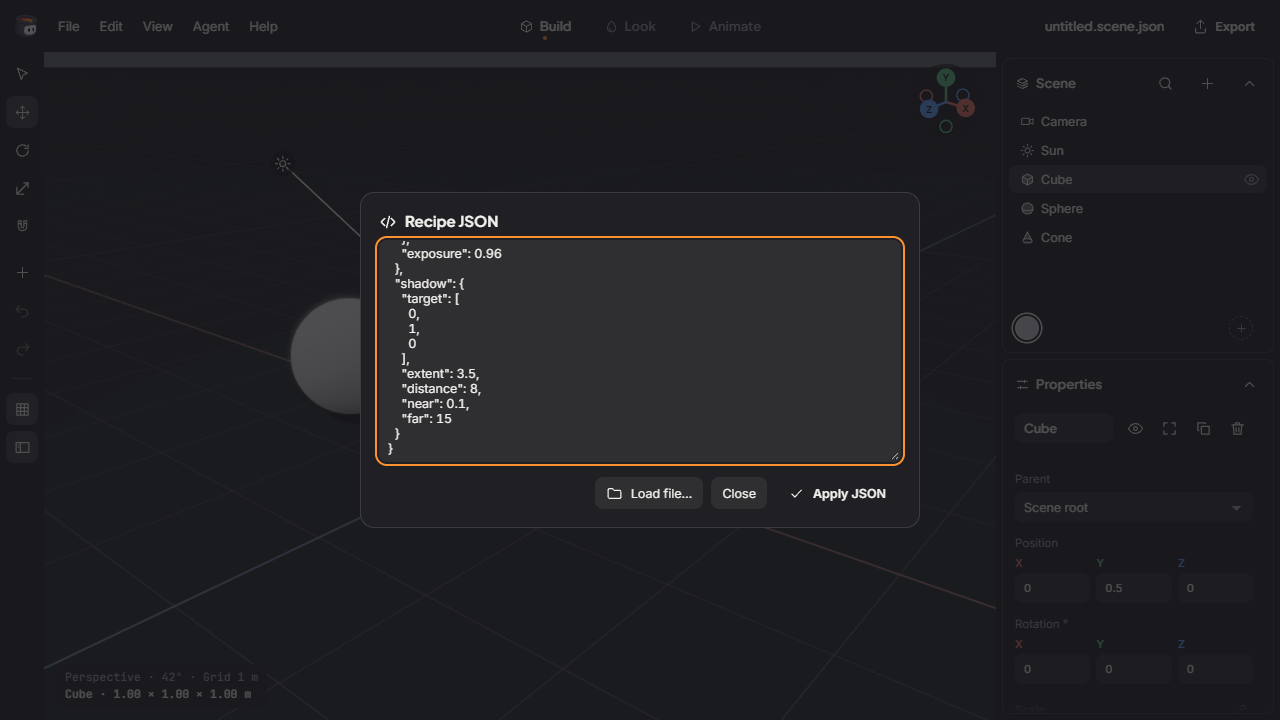 File Edit View Agent Help
Build Look Animate
untitled.scene.json Export
Y
Z X
Scene
Camera
Sun
Cube
Sphere
Cone
Recipe JSON
"exposure": 0.96
},
"shadow": {
"target": [
0,
1,
0
],
"extent": 3.5,
"distance": 8,
"near": 0.1,
"far": 15
}
}
Load file...
Close
Apply JSON
Properties
Cube
Parent
Scene root
Position
X Y Z
0 0.5 0
Rotation *
X Y Z
0 0 0
Perspective · 42° · Grid 1 m
Cube · 1.00 × 1.00 × 1.00 m